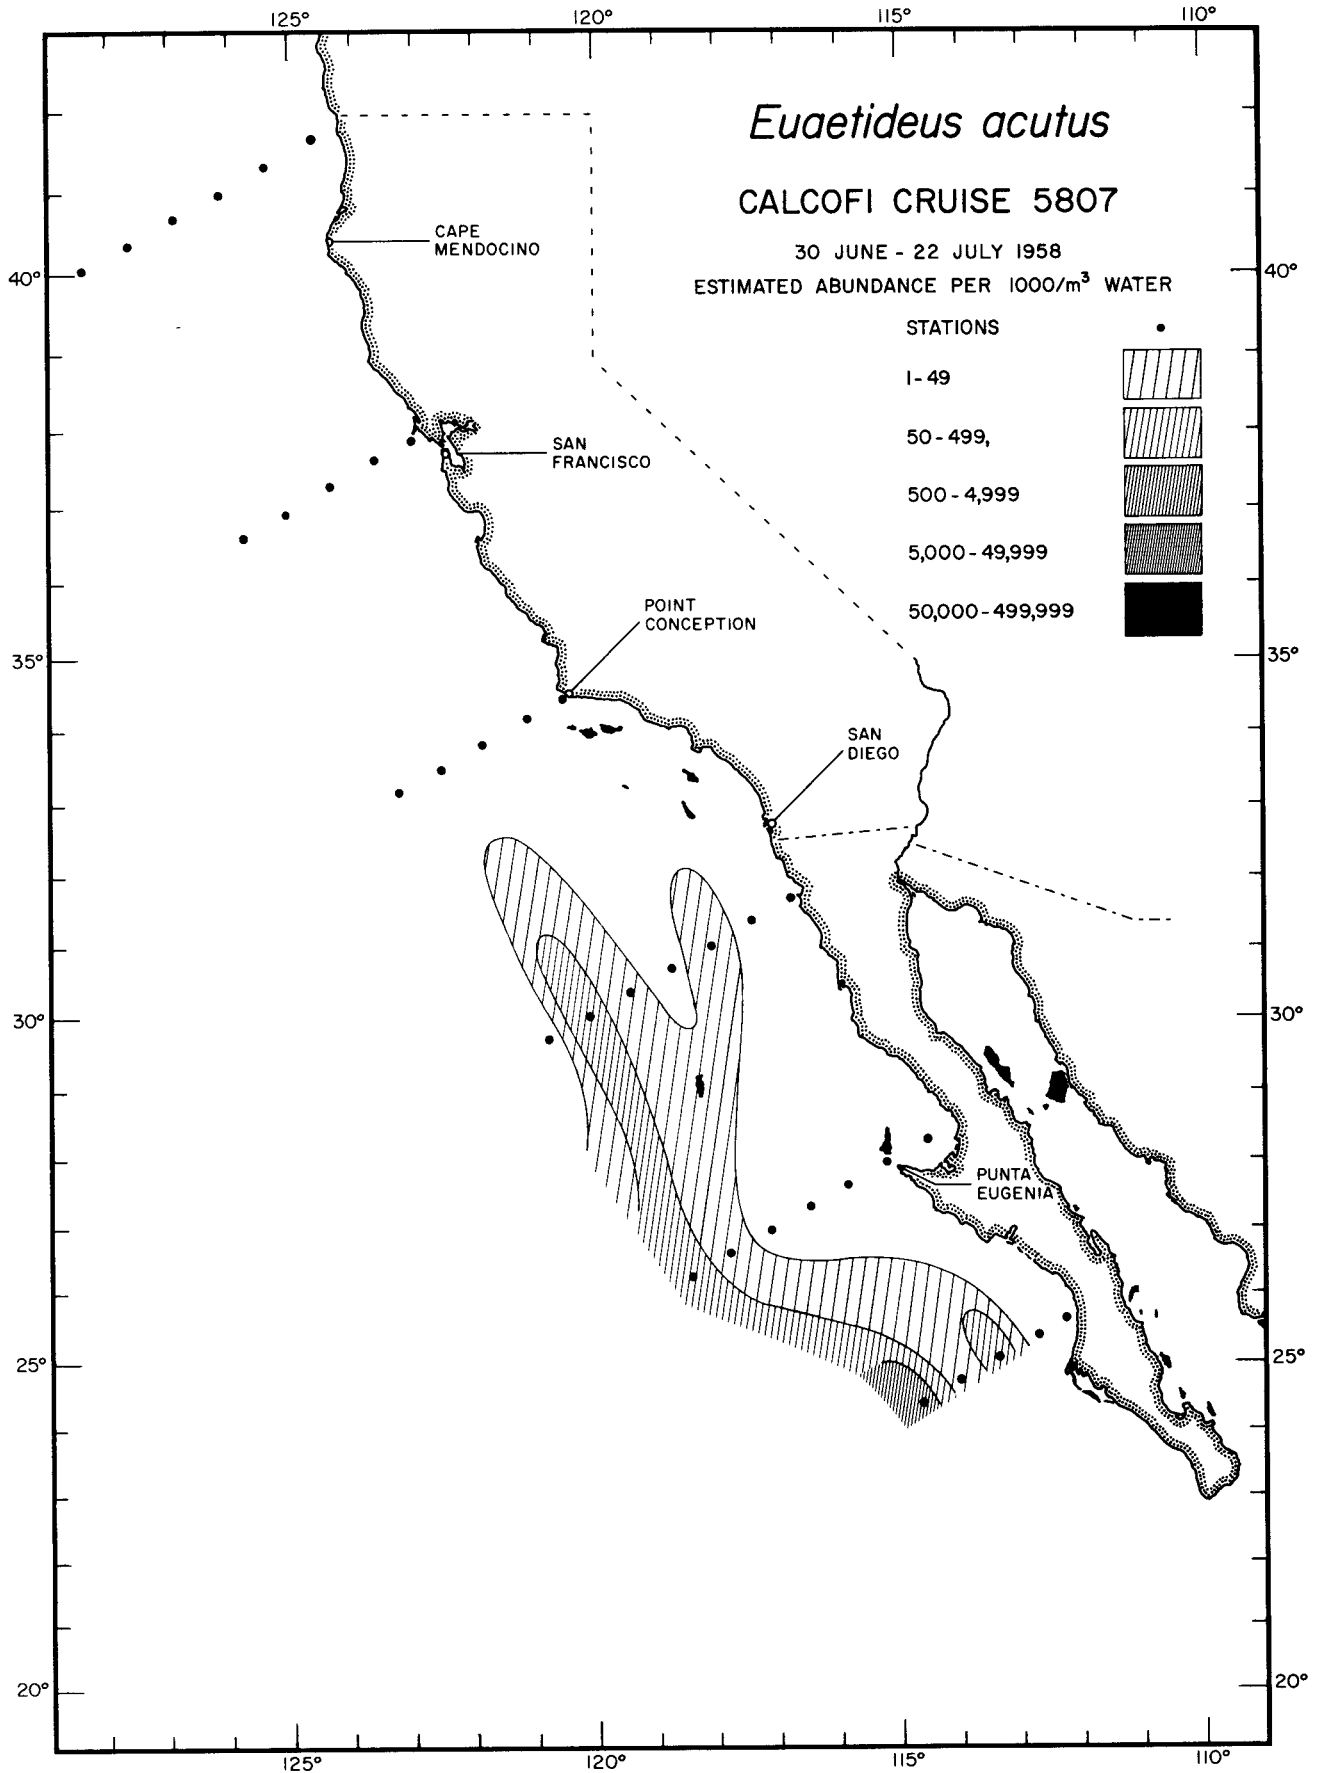 125°
120°
115°
110°
Euaetideus acutus
CALCOFI CRUISE 5807
30 JUNE - 22 JULY 1958
ESTIMATED ABUNDANCE PER 1000/m³ WATER
STATIONS
1-49
50-499,
500-4,999
5,000-49,999
50,000-499,999
CAPE
MENDOCINO
40°
40°
SAN
FRANCISCO
POINT
CONCEPTION
35°
35°
SAN
DIEGO
30°
30°
PUNTA
EUGENIA
25°
25°
20°
20°
125°
120°
115°
110°